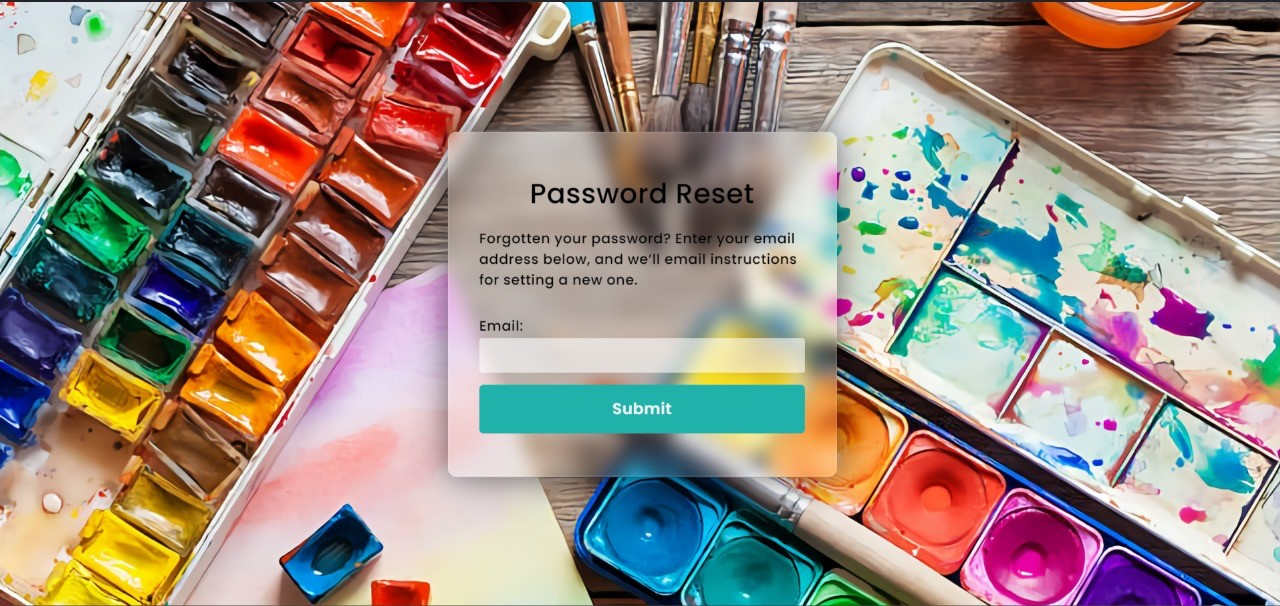 Password Reset
Forgotten your password? Enter your email
address below, and we’ll email instructions
for setting a new one.
Email:
Submit